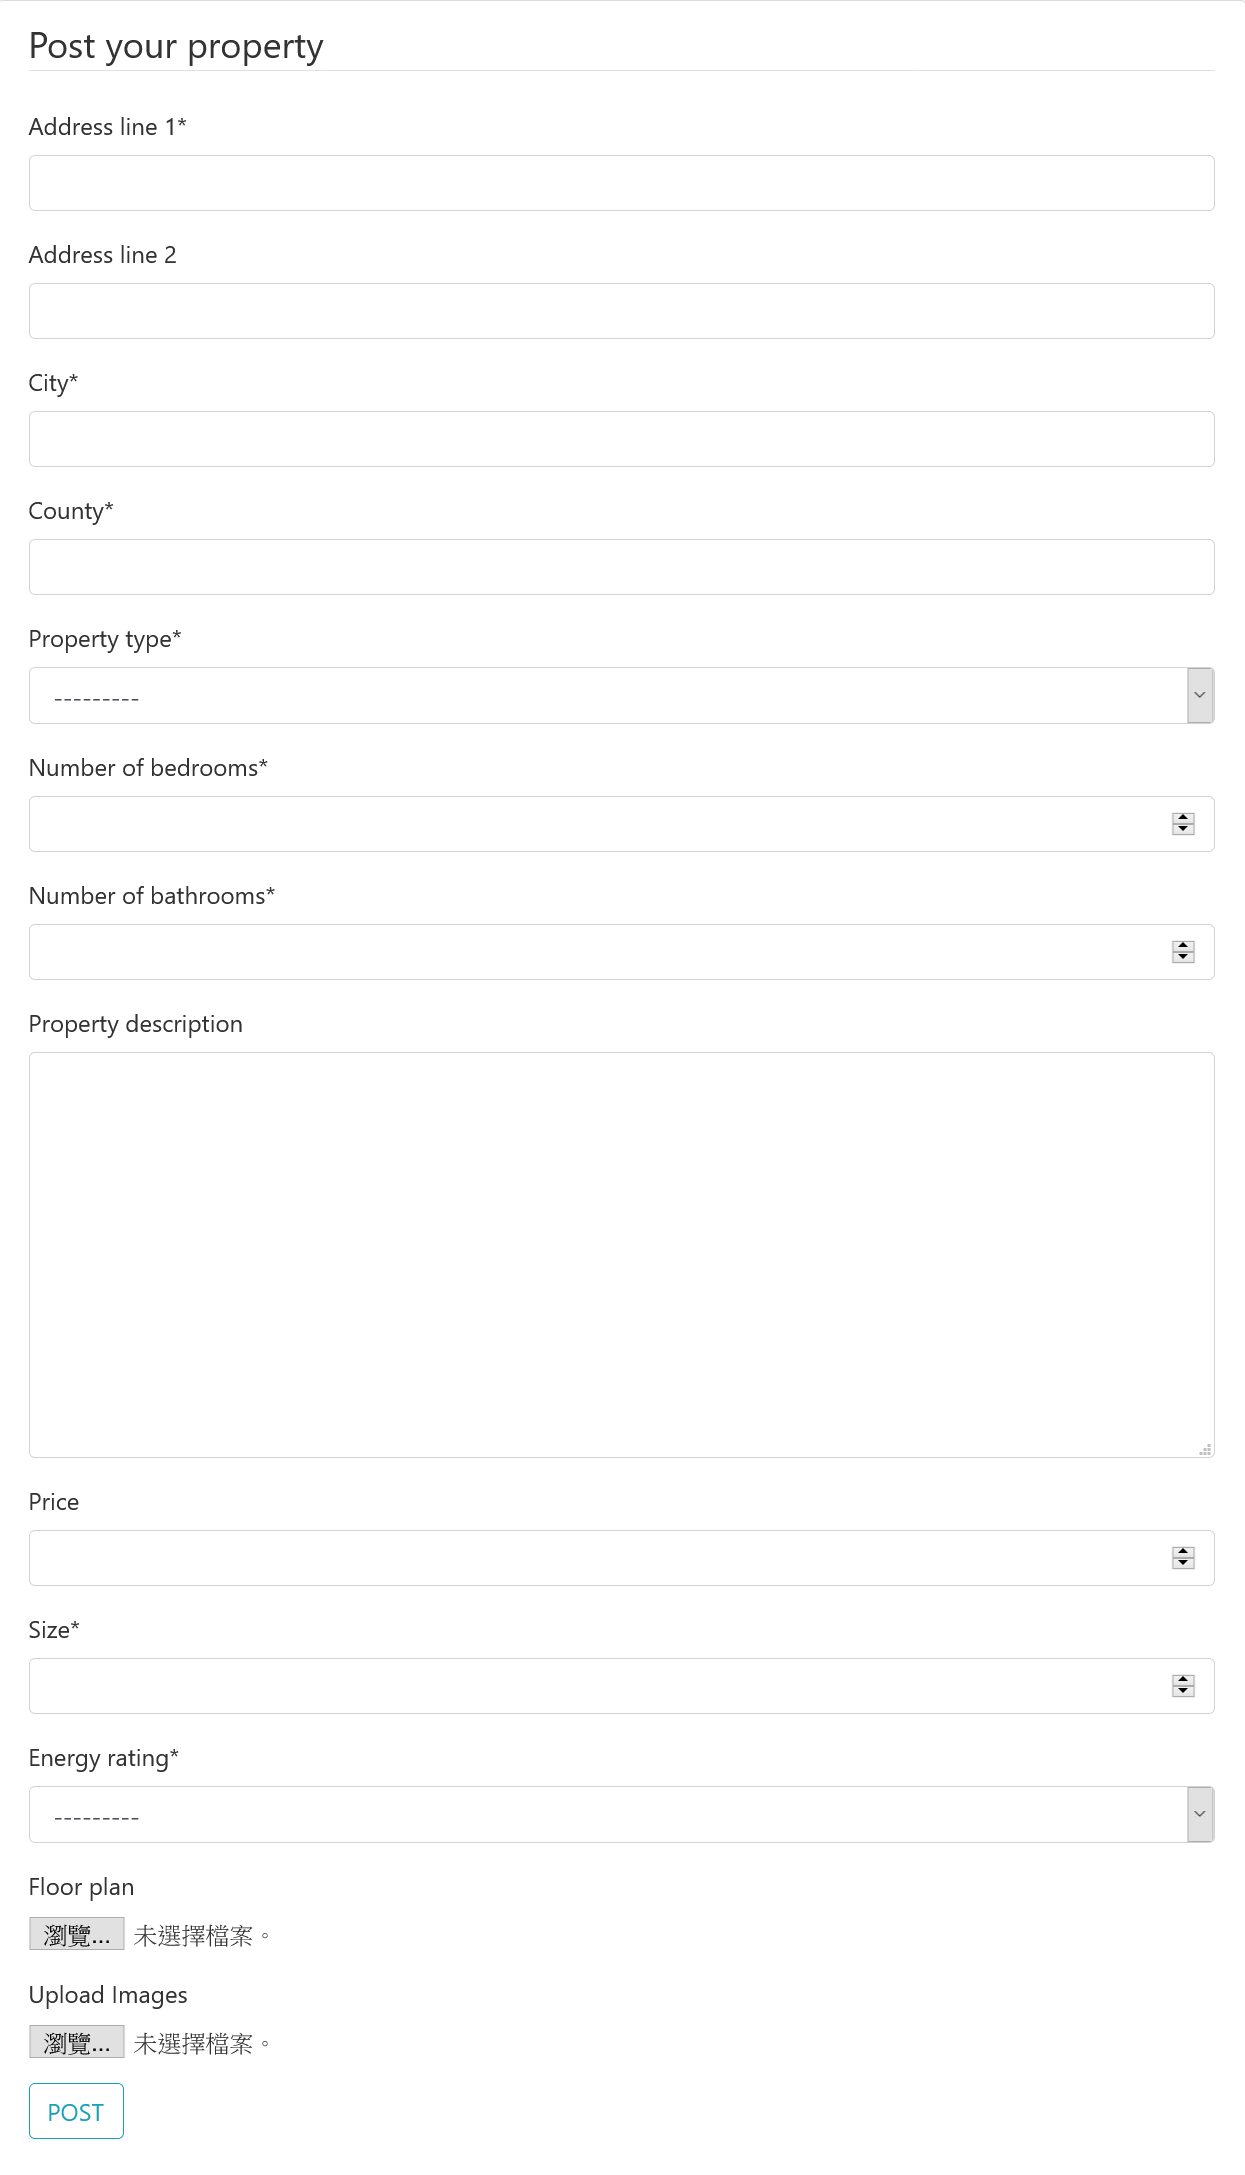 Post your property
Address line 1*
Address line 2
City*
County*
Property type*
---------
Number of bedrooms*
Number of bathrooms*
Property description
Price
Size*
Energy rating*
---------
Floor plan
瀏覽... 未選擇檔案。
Upload Images
瀏覽... 未選擇檔案。
POST